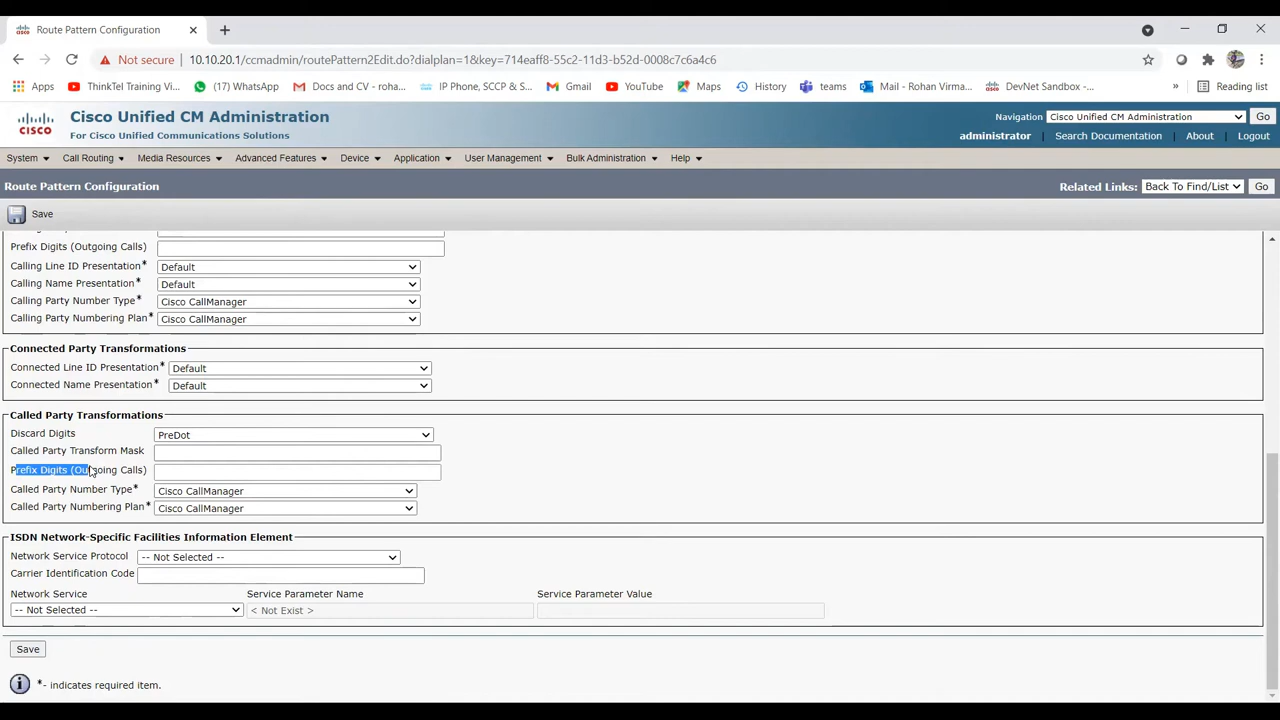 Route Pattern Configuration
Not secure 10.10.20.1/ccmadmin/routePattern2Edit.do?dialplan=1&key=714eaff8-55c2-11d3-b52d-0008c7c6a4c6
Apps ThinkTel Training Vi... (17) WhatsApp Docs and CV - roha... IP Phone, SCCP & S... Gmail YouTube Maps History teams Mail - Rohan Virma... DevNet Sandbox -... » Reading list
CISCO
Cisco Unified CM Administration
For Cisco Unified Communications Solutions
Navigation Cisco Unified CM Administration Go
administrator Search Documentation About Logout
System Call Routing Media Resources Advanced Features Device Application User Management Bulk Administration Help
Route Pattern Configuration
Related Links: Back To Find/List Go
Save
Prefix Digits (Outgoing Calls)
Calling Line ID Presentation* Default
Calling Name Presentation* Default
Calling Party Number Type* Cisco CallManager
Calling Party Numbering Plan* Cisco CallManager
Connected Party Transformations
Connected Line ID Presentation* Default
Connected Name Presentation* Default
Called Party Transformations
Discard Digits PreDot
Called Party Transform Mask
Prefix Digits (Outgoing Calls)
Called Party Number Type* Cisco CallManager
Called Party Numbering Plan* Cisco CallManager
ISDN Network-Specific Facilities Information Element
Network Service Protocol -- Not Selected --
Carrier Identification Code
Network Service Service Parameter Name Service Parameter Value
-- Not Selected -- < Not Exist >
Save
*- indicates required item.